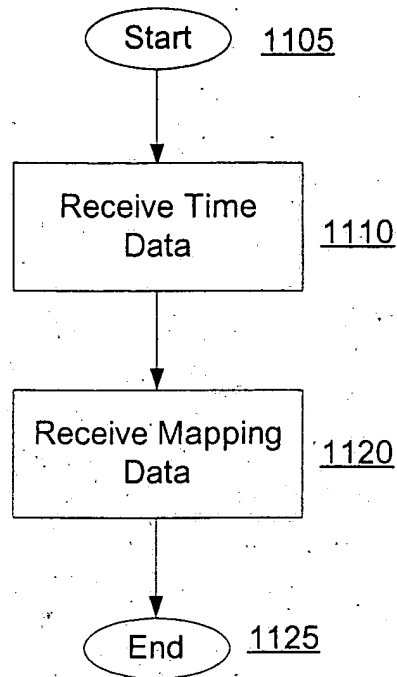 Start 1105
Receive Time
Data
1110
Receive Mapping
Data
1120
End 1125